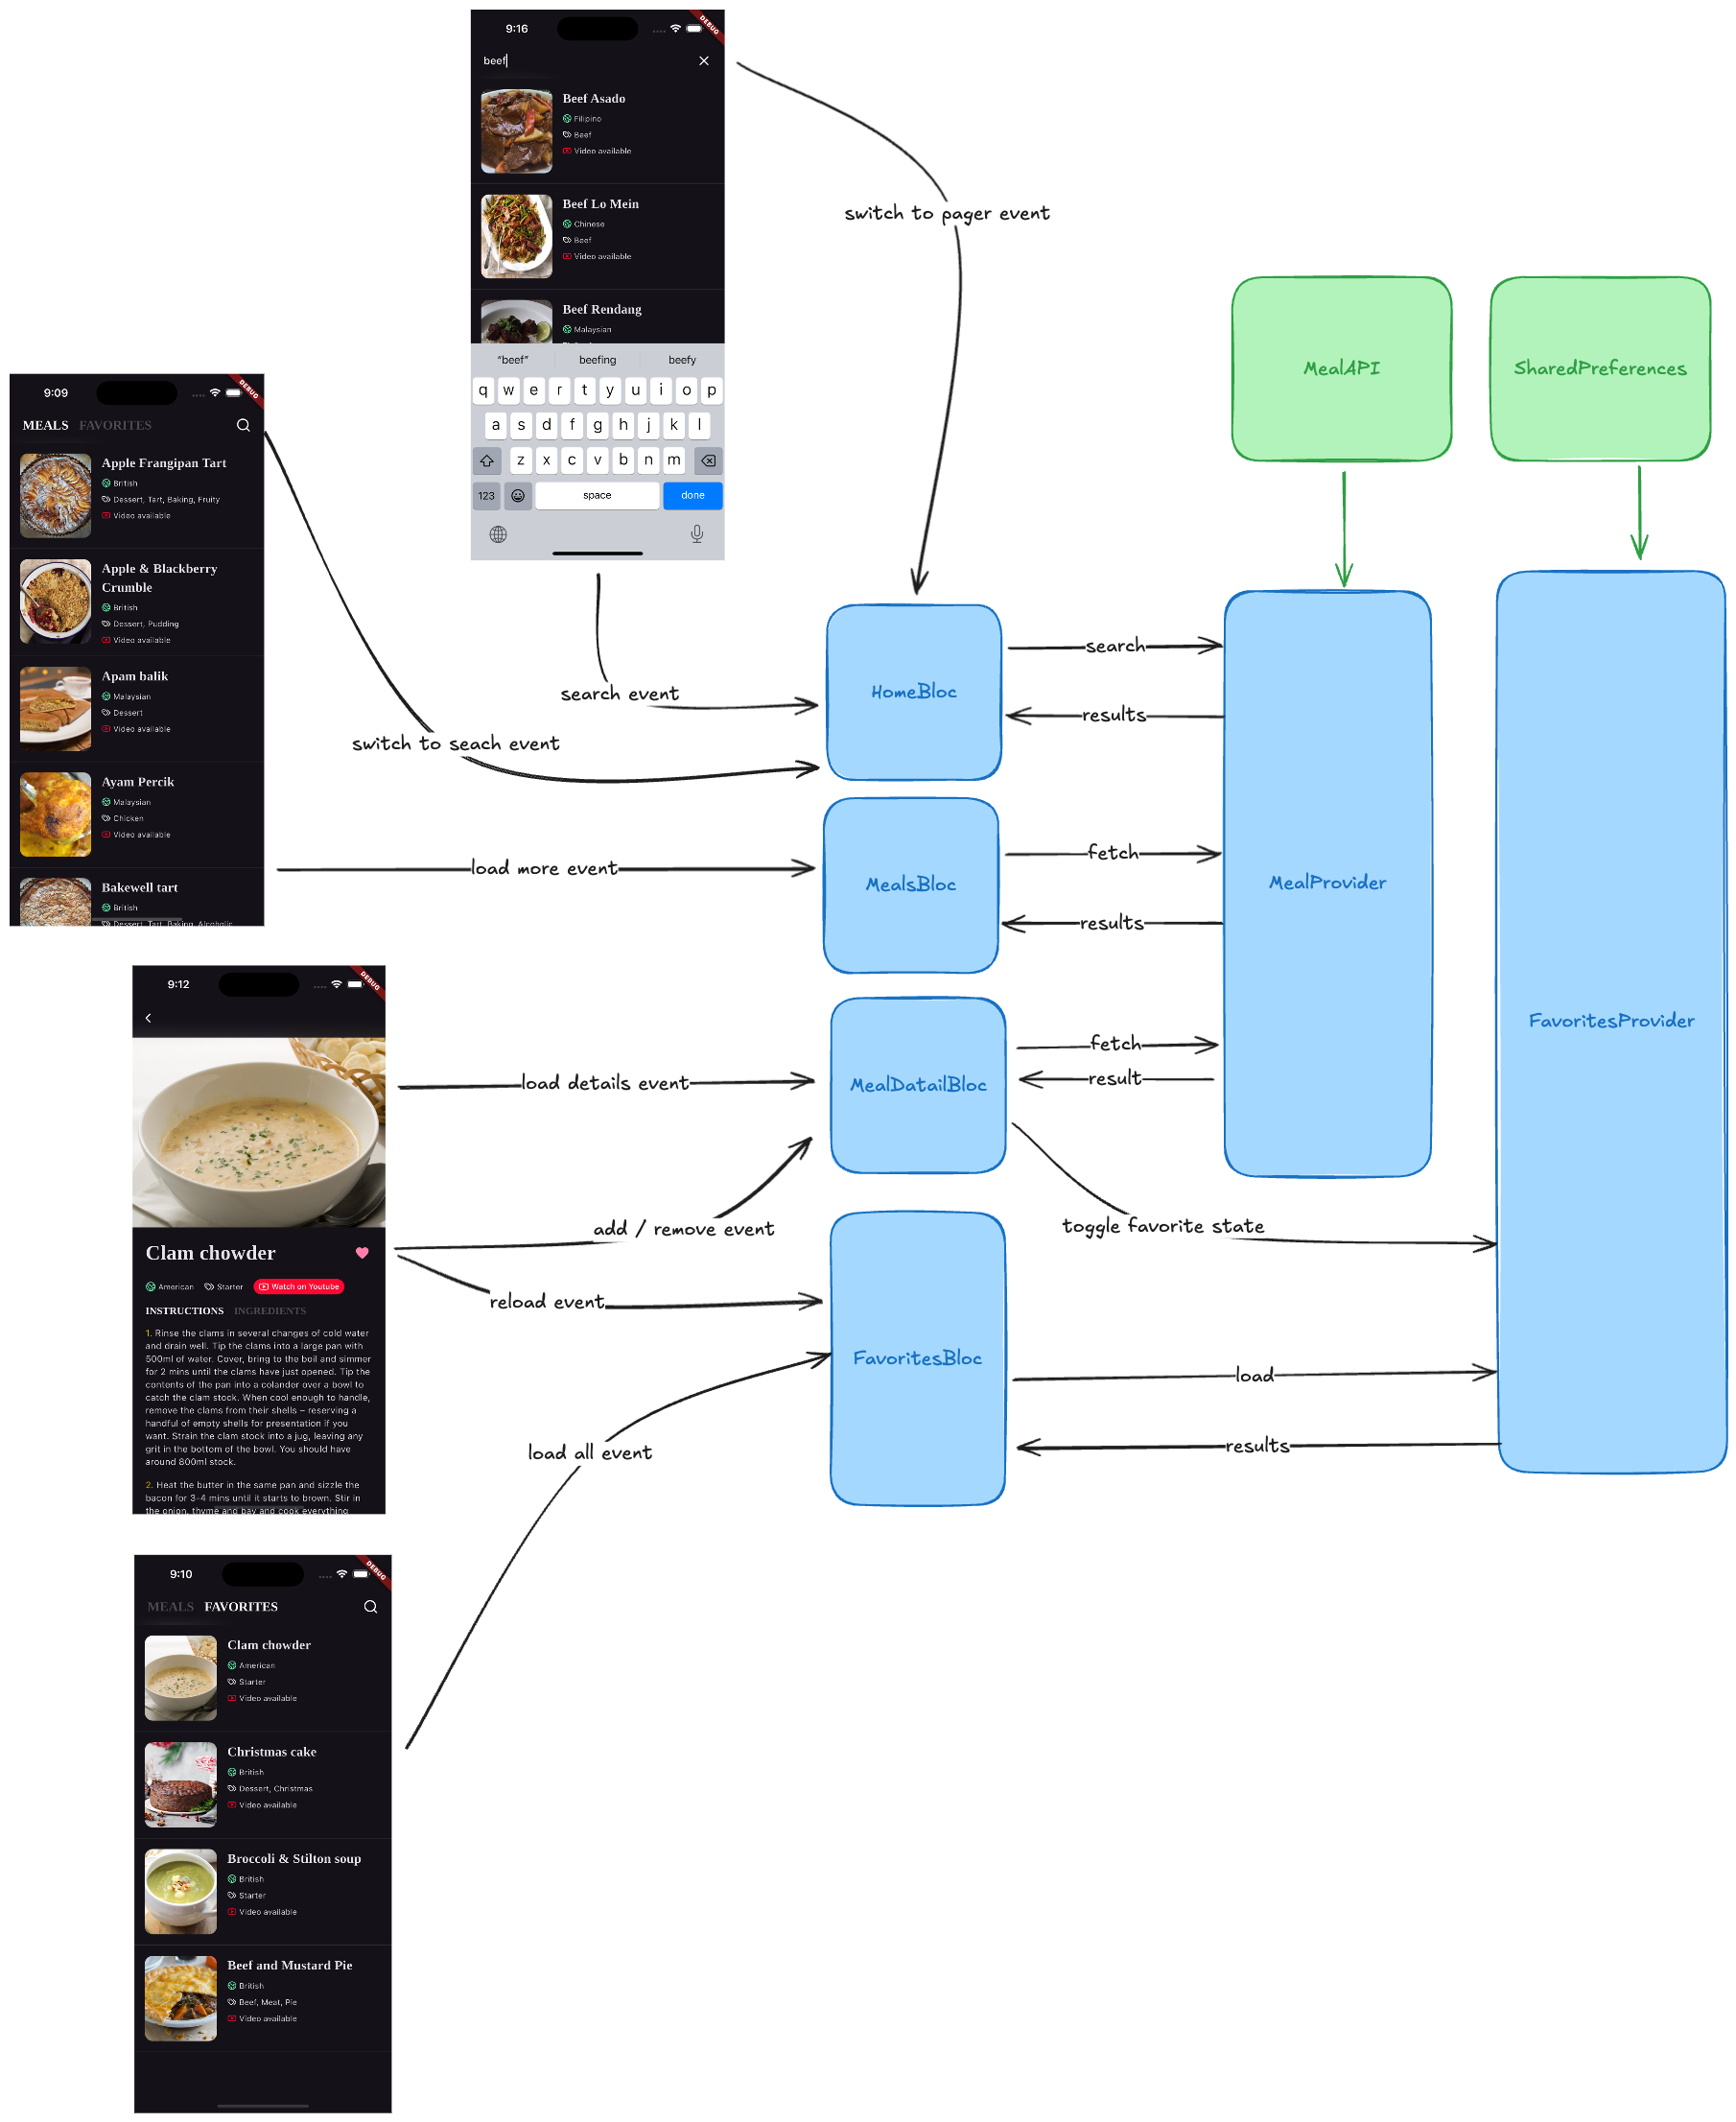 9:16
DEBUG
beef
Beef Asado
Filipino
Beef
Video available
Beef Lo Mein
Chinese
Beef
Video available
Beef Rendang
Malaysian
"beef"
beefing
beefy
q w e r t y u i o p
a s d f g h j k l
z x c v b n m
123
space
done
switch to pager event
MealAPI
SharedPreferences
9:09
DEBUG
MEALS FAVORITES
Apple Frangipan Tart
British
Dessert, Tart, Baking, Fruity
Video available
Apple & Blackberry
Crumble
British
Dessert, Pudding
Video available
Apam balik
Malaysian
Dessert
Video available
Ayam Percik
Malaysian
Chicken
Video available
Bakewell tart
British
Dessert, Tart, Baking, Alcoholic
search event
switch to seach event
load more event
HomeBloc
search
results
MealsBloc
fetch
results
MealProvider
FavoritesProvider
9:12
DEBUG
Clam chowder
American
Starter
Watch on Youtube
INSTRUCTIONS INGREDIENTS
1. Rinse the clams in several changes of cold water
and drain well. Tip the clams into a large pan with
500ml of water. Cover, bring to the boil and simmer
for 2 mins until the clams have just opened. Tip the
contents of the pan into a colander over a bowl to
catch the clam stock. When cool enough to handle,
remove the clams from their shells – reserving a
handful of empty shells for presentation if you
want. Strain the clam stock into a jug, leaving any
grit in the bottom of the bowl. You should have
around 800ml stock.
2. Heat the butter in the same pan and sizzle the
bacon for 3-4 mins until it starts to brown. Stir in
the onion, thyme and bay and cook everything
load details event
MealDatailBloc
fetch
result
add / remove event
toggle favorite state
reload event
FavoritesBloc
load
results
load all event
9:10
DEBUG
MEALS FAVORITES
Clam chowder
American
Starter
Video available
Christmas cake
British
Dessert, Christmas
Video available
Broccoli & Stilton soup
British
Starter
Video available
Beef and Mustard Pie
British
Beef, Meat, Pie
Video available